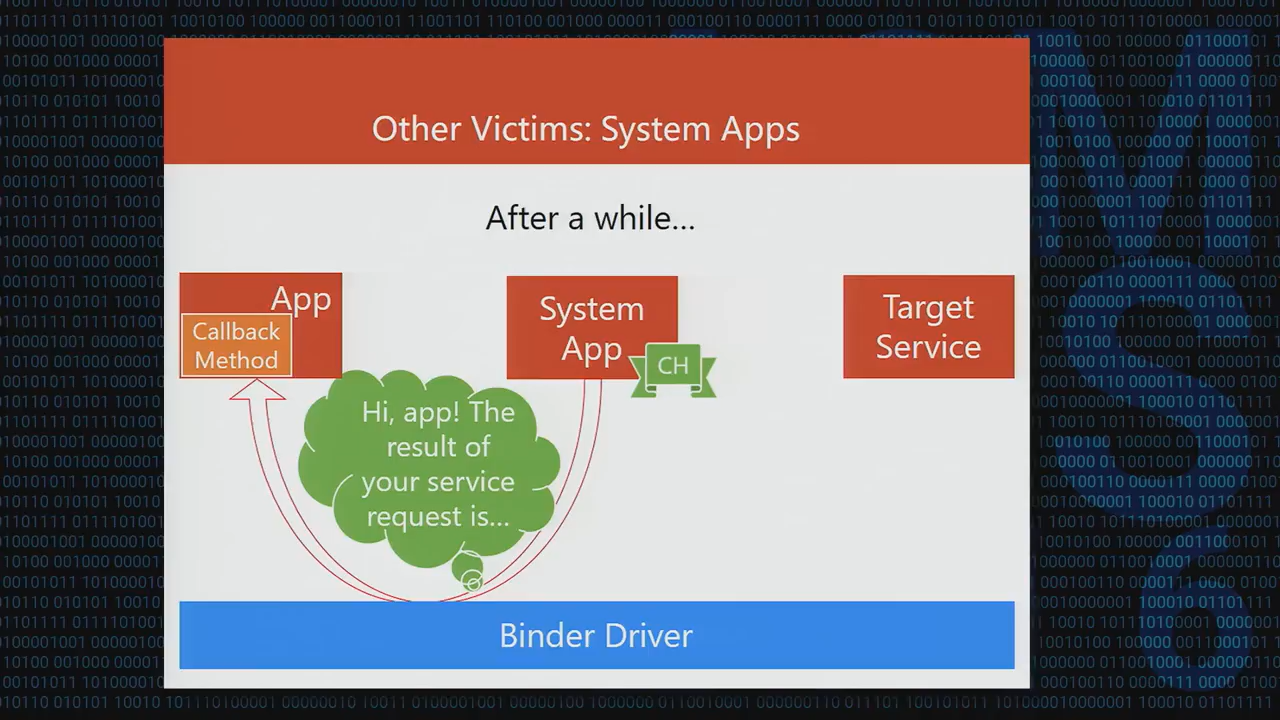 Other Victims: System Apps
After a while...
App
Callback
Method
System
App
CH
Target
Service
Hi, app! The
result of
your service
request is...
Binder Driver